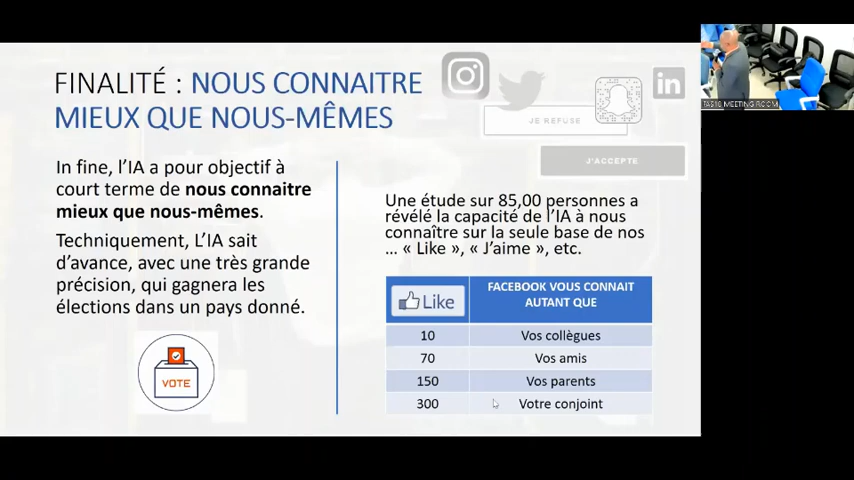 FINALITÉ : NOUS CONNAITRE
MIEUX QUE NOUS-MÊMES
in
JE REFUSE
J'ACCEPTE
In fine, l'IA a pour objectif à
court terme de nous connaitre
mieux que nous-mêmes.
Techniquement, L'IA sait
d'avance, avec une très grande
précision, qui gagnera les
élections dans un pays donné.
VOTE
Une étude sur 85,00 personnes a
révélé la capacité de l'IA à nous
connaître sur la seule base de nos
... « Like », « J'aime », etc.
Like
FACEBOOK VOUS CONNAIT
AUTANT QUE
10 Vos collègues
70 Vos amis
150 Vos parents
300 Votre conjoint
MEETING ROOM